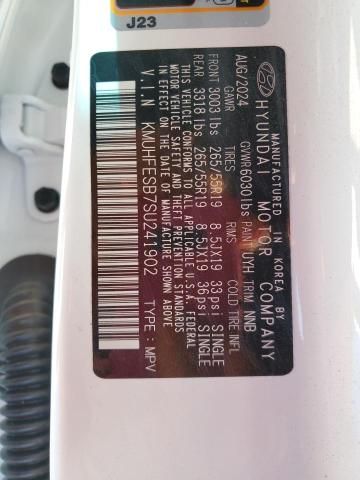 J23
MANUFACTURED IN KOREA BY
HYUNDAI MOTOR COMPANY
AUG/2024 GVWR 6030 lbs PAINT UYH TRIM NNB
GAWR TIRES RIMS COLD TIRE INFL
FRONT 3003 lbs 265/55R19 8.5JX19 39psi SINGLE
REAR 3318 lbs 265/55R19 8.5JX19 36psi SINGLE
THIS VEHICLE CONFORMS TO ALL APPLICABLE U.S.A. FEDERAL
MOTOR VEHICLE SAFETY AND THEFT PREVENTION STANDARDS
IN EFFECT ON THE DATE OF MANUFACTURE SHOWN ABOVE
V.I.N KMUHFESB7SU241902 TYPE : MPV